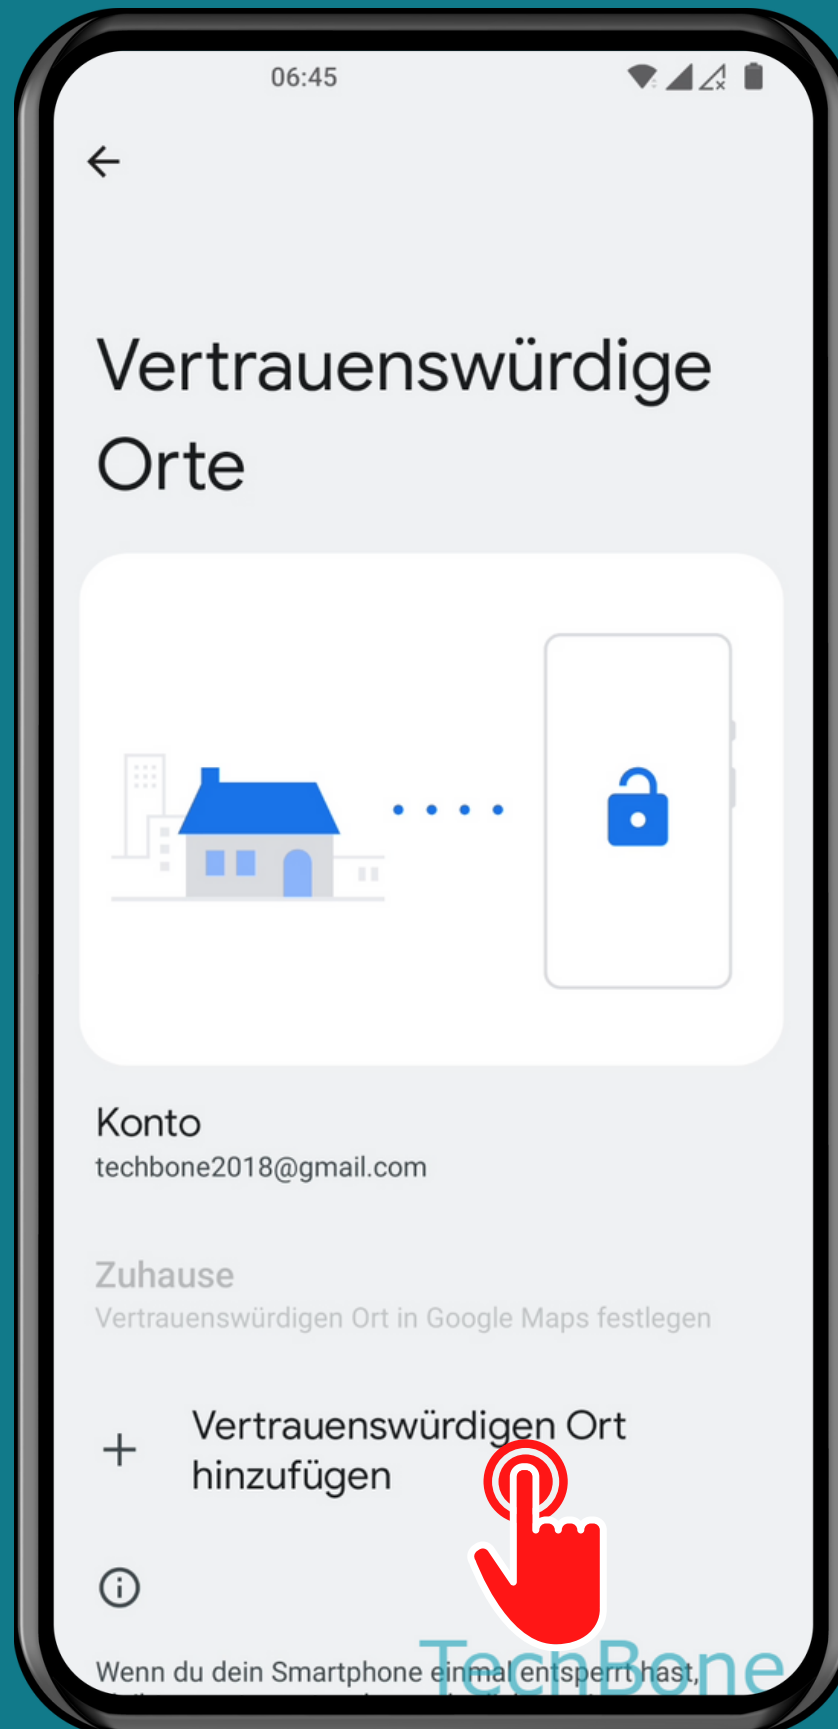 06:45
Vertrauenswürdige
Orte
Konto
techbone2018@gmail.com
Zuhause
Vertrauenswürdigen Ort in Google Maps festlegen
Vertrauenswürdigen Ort
hinzufügen
Wenn du dein Smartphone einmal entsperrt hast,
TechBone